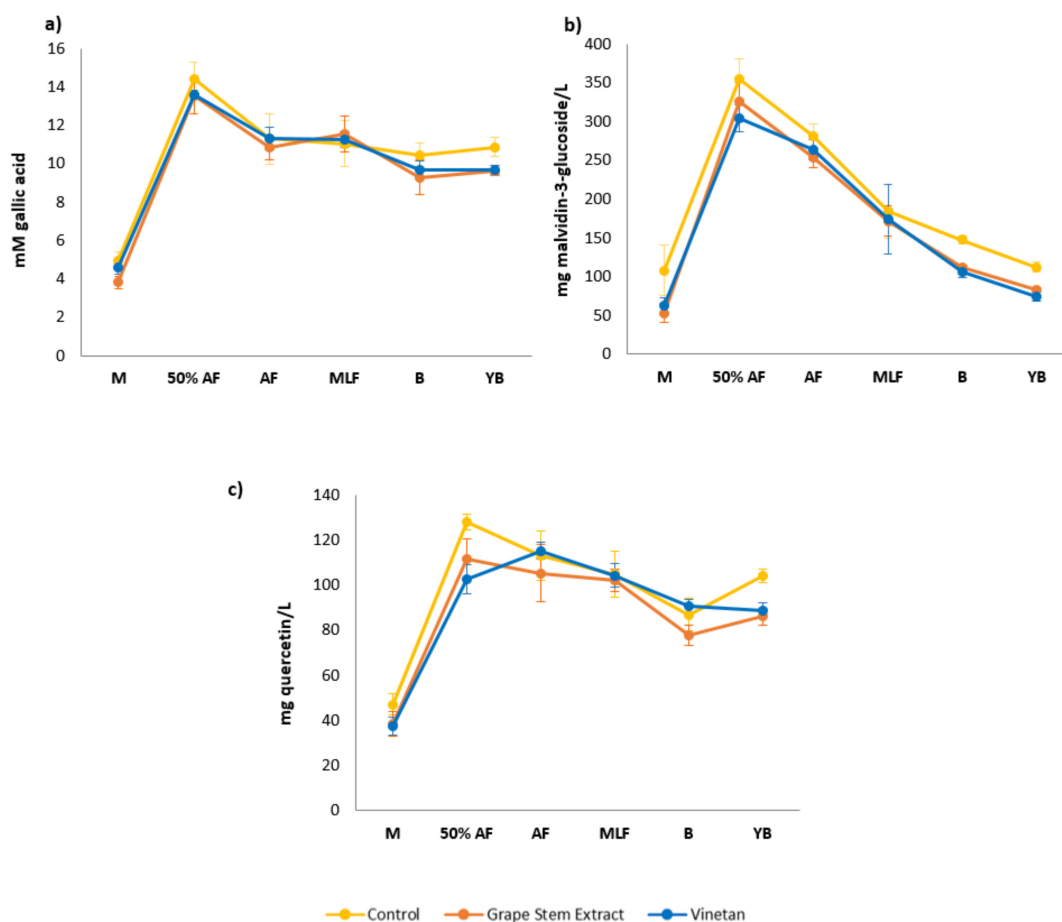 a)
mM gallic acid
16
14
12
10
8
6
4
2
0
M 50% AF AF MLF B YB
b)
mg malvidin-3-glucoside/L
400
350
300
250
200
150
100
50
0
M 50% AF AF MLF B YB
c)
mg quercetin/L
140
120
100
80
60
40
20
0
M 50% AF AF MLF B YB
Control Grape Stem Extract Vinetan